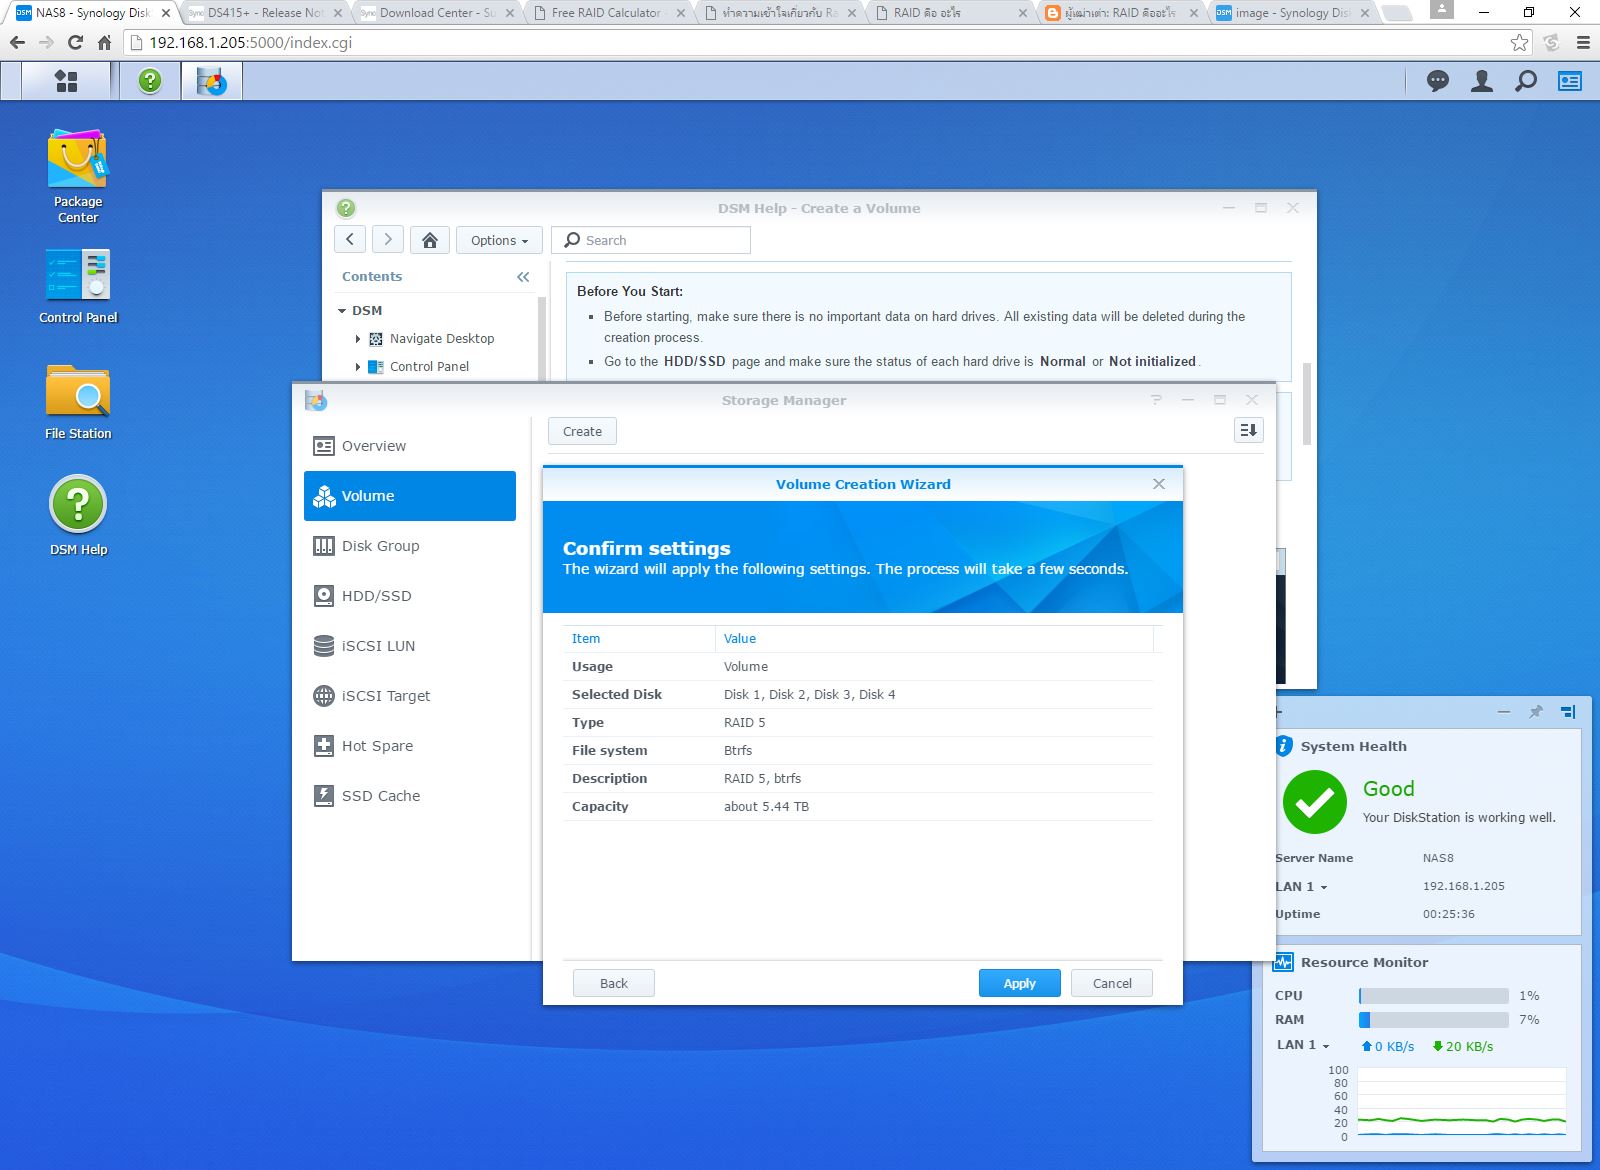 NAS8 - Synology Disk
DS415+ - Release Not
Download Center - Su
Free RAID Calculator -
ทำความเข้าใจเกี่ยวกับ Ra
RAID คือ อะไร
ผู้เฒ่าเต่า: RAID คืออะไร
image - Synology Disk
192.168.1.205:5000/index.cgi
Package
Center
Control Panel
File Station
DSM Help
DSM Help - Create a Volume
Options
Search
Contents
DSM
Navigate Desktop
Control Panel
Before You Start:
Before starting, make sure there is no important data on hard drives. All existing data will be deleted during the
creation process.
Go to the HDD/SSD page and make sure the status of each hard drive is Normal or Not initialized.
Storage Manager
Overview
Volume
Disk Group
HDD/SSD
iSCSI LUN
iSCSI Target
Hot Spare
SSD Cache
Create
Volume Creation Wizard
Confirm settings
The wizard will apply the following settings. The process will take a few seconds.
Item Value
Usage Volume
Selected Disk Disk 1, Disk 2, Disk 3, Disk 4
Type RAID 5
File system Btrfs
Description RAID 5, btrfs
Capacity about 5.44 TB
Back Apply Cancel
System Health
Good
Your DiskStation is working well.
Server Name NAS8
LAN 1 192.168.1.205
Uptime 00:25:36
Resource Monitor
CPU 1%
RAM 7%
LAN 1 0 KB/s 20 KB/s
100
80
60
40
20
0